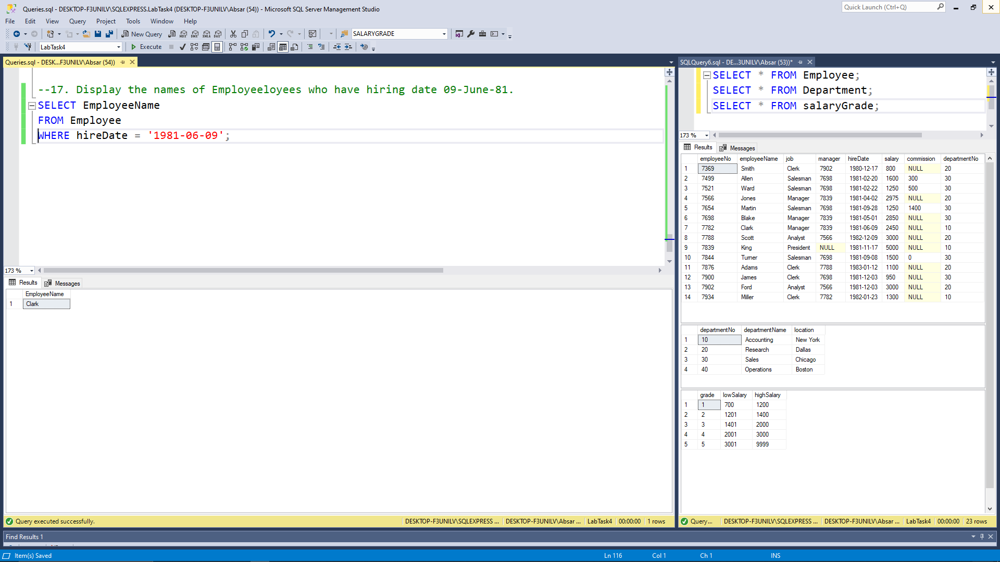 Queries.sql - DESKTOP-F3UNILV\SQLEXPRESS.LabTask4 (DESKTOP-F3UNILV\Absar (54)) - Microsoft SQL Server Management Studio
Quick Launch (Ctrl+Q)
File Edit View Query Project Tools Window Help
New Query MDX DMX XMLA DAX SALARYGRADE
LabTask4 Execute
Queries.sql - DESK...F3UNILV\Absar (54))
--17. Display the names of Employeeloyees who have hiring date 09-June-81.
SELECT EmployeeName
FROM Employee
WHERE hireDate = '1981-06-09';
173 %
Results Messages
EmployeeName
1 Clark
Query executed successfully. DESKTOP-F3UNILV\SQLEXPRESS ... DESKTOP-F3UNILV\Absar ... LabTask4 00:00:00 1 rows
SQLQuery6.sql - DE...3UNILV\Absar (53))*
SELECT * FROM Employee;
SELECT * FROM Department;
SELECT * FROM salaryGrade;
173 %
Results Messages
employeeNo employeeName job manager hireDate salary commission departmentNo
1 7369 Smith Clerk 7902 1980-12-17 800 NULL 20
2 7499 Allen Salesman 7698 1981-02-20 1600 300 30
3 7521 Ward Salesman 7698 1981-02-22 1250 500 30
4 7566 Jones Manager 7839 1981-04-02 2975 NULL 20
5 7654 Martin Salesman 7698 1981-09-28 1250 1400 30
6 7698 Blake Manager 7839 1981-05-01 2850 NULL 30
7 7782 Clark Manager 7839 1981-06-09 2450 NULL 10
8 7788 Scott Analyst 7566 1982-12-09 3000 NULL 20
9 7839 King President NULL 1981-11-17 5000 NULL 10
10 7844 Turner Salesman 7698 1981-09-08 1500 0 30
11 7876 Adams Clerk 7788 1983-01-12 1100 NULL 20
12 7900 James Clerk 7698 1981-12-03 950 NULL 30
13 7902 Ford Analyst 7566 1981-12-03 3000 NULL 20
14 7934 Miller Clerk 7782 1982-01-23 1300 NULL 10
departmentNo departmentName location
1 10 Accounting New York
2 20 Research Dallas
3 30 Sales Chicago
4 40 Operations Boston
grade lowSalary highSalary
1 1 700 1200
2 2 1201 1400
3 3 1401 2000
4 4 2001 3000
5 5 3001 9999
Query... DESKTOP-F3UNILV\SQLEXPRESS ... DESKTOP-F3UNILV\Absar ... LabTask4 00:00:00 23 rows
Find Results 1
Item(s) Saved Ln 116 Col 1 Ch 1 INS